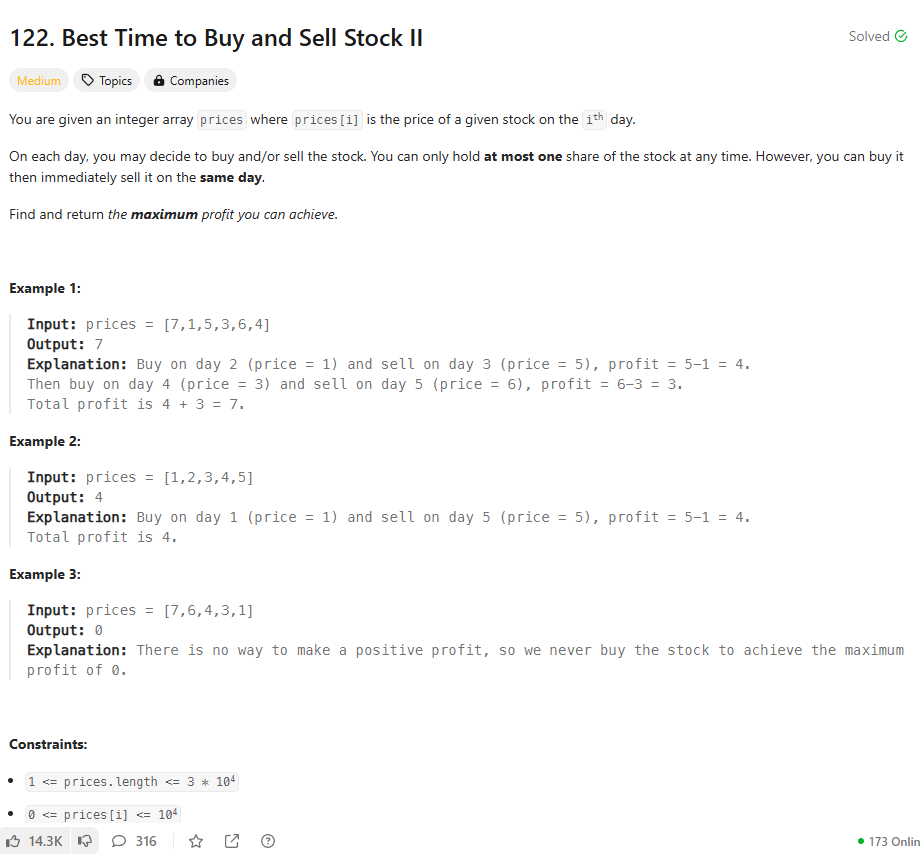 122. Best Time to Buy and Sell Stock II
Solved
Medium
Topics
Companies
You are given an integer array prices where prices[i] is the price of a given stock on the ith day.
On each day, you may decide to buy and/or sell the stock. You can only hold at most one share of the stock at any time. However, you can buy it
then immediately sell it on the same day.
Find and return the maximum profit you can achieve.
Example 1:
Input: prices = [7,1,5,3,6,4]
Output: 7
Explanation: Buy on day 2 (price = 1) and sell on day 3 (price = 5), profit = 5-1 = 4.
Then buy on day 4 (price = 3) and sell on day 5 (price = 6), profit = 6-3 = 3.
Total profit is 4 + 3 = 7.
Example 2:
Input: prices = [1,2,3,4,5]
Output: 4
Explanation: Buy on day 1 (price = 1) and sell on day 5 (price = 5), profit = 5-1 = 4.
Total profit is 4.
Example 3:
Input: prices = [7,6,4,3,1]
Output: 0
Explanation: There is no way to make a positive profit, so we never buy the stock to achieve the maximum
profit of 0.
Constraints:
• 1 <= prices.length <= 3 * 10⁴
• 0 <= prices[i] <= 10⁴
14.3K
316
173 Onlin